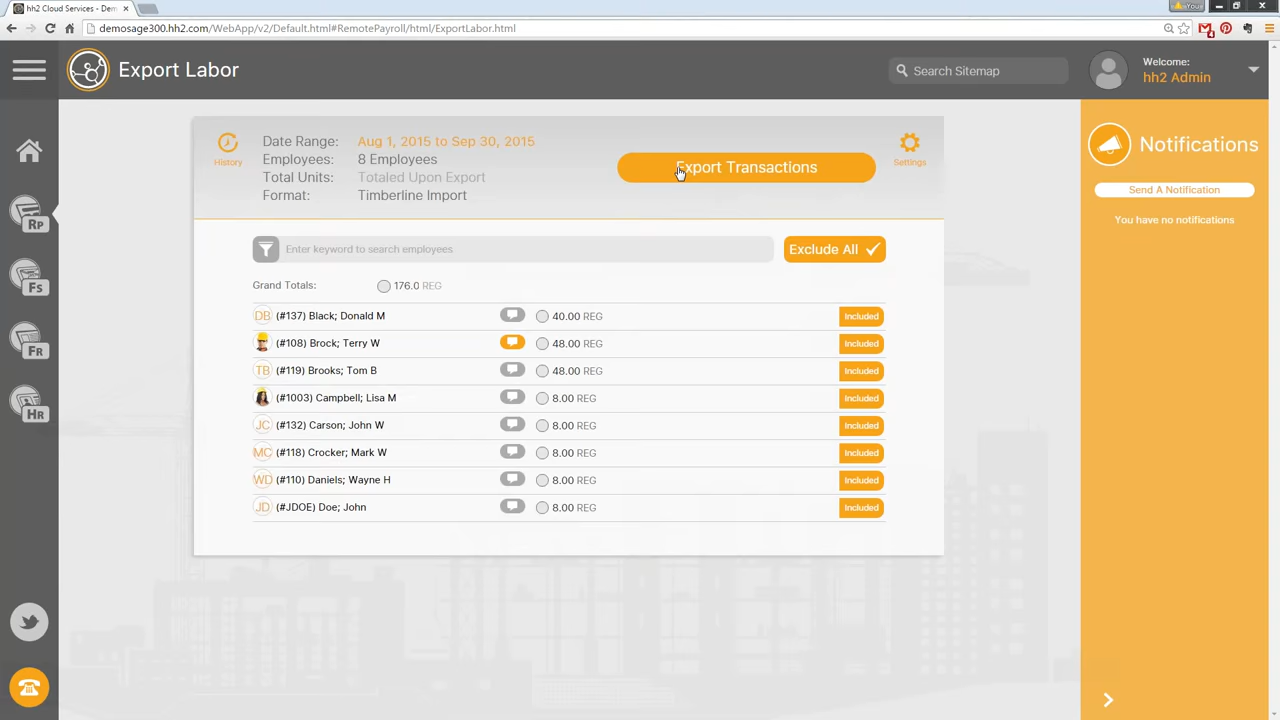 hh2 Cloud Services - Dem
You
demosage300.hh2.com/WebApp/v2/Default.html#RemotePayroll/html/ExportLabor.html
4
Export Labor
Search Sitemap
Welcome:
hh2 Admin
History
Date Range: Aug 1, 2015 to Sep 30, 2015
Employees: 8 Employees
Total Units: Totaled Upon Export
Format: Timberline Import
Export Transactions
Settings
Notifications
Send A Notification
You have no notifications
Rp
Fs
Fr
Hr
Enter keyword to search employees
Exclude All
Grand Totals: 176.0 REG
DB (#137) Black; Donald M 40.00 REG Included
(#108) Brock; Terry W 48.00 REG Included
TB (#119) Brooks; Tom B 48.00 REG Included
(#1003) Campbell; Lisa M 8.00 REG Included
JC (#132) Carson; John W 8.00 REG Included
MC (#118) Crocker; Mark W 8.00 REG Included
WD (#110) Daniels; Wayne H 8.00 REG Included
JD (#JDOE) Doe; John 8.00 REG Included